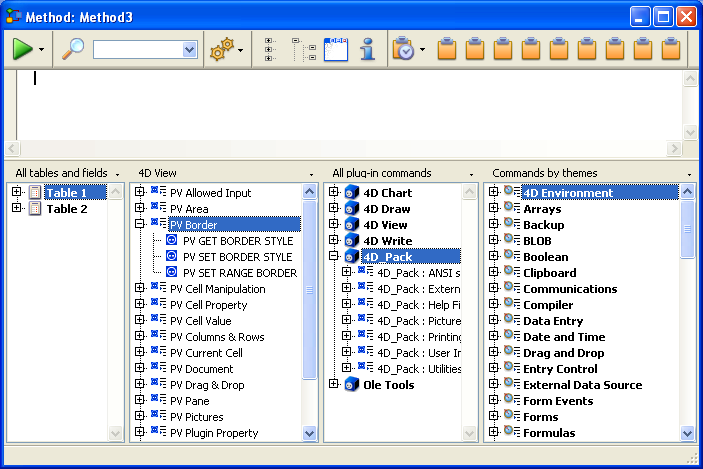 Method: Method3
All tables and fields
Table 1
Table 2
4D View
PV Allowed Input
PV Area
PV Border
PV GET BORDER STYLE
PV SET BORDER STYLE
PV SET RANGE BORDER
PV Cell Manipulation
PV Cell Property
PV Cell Value
PV Columns & Rows
PV Current Cell
PV Document
PV Drag & Drop
PV Pane
PV Pictures
PV Plugin Property
All plug-in commands
4D Chart
4D Draw
4D View
4D Write
4D_Pack
4D_Pack : ANSI s
4D_Pack : Extern
4D_Pack : Help Fi
4D_Pack : Picture
4D_Pack : Printing
4D_Pack : User In
4D_Pack : Utilities
Ole Tools
Commands by themes
4D Environment
Arrays
Backup
BLOB
Boolean
Clipboard
Communications
Compiler
Data Entry
Date and Time
Drag and Drop
Entry Control
External Data Source
Form Events
Forms
Formulas